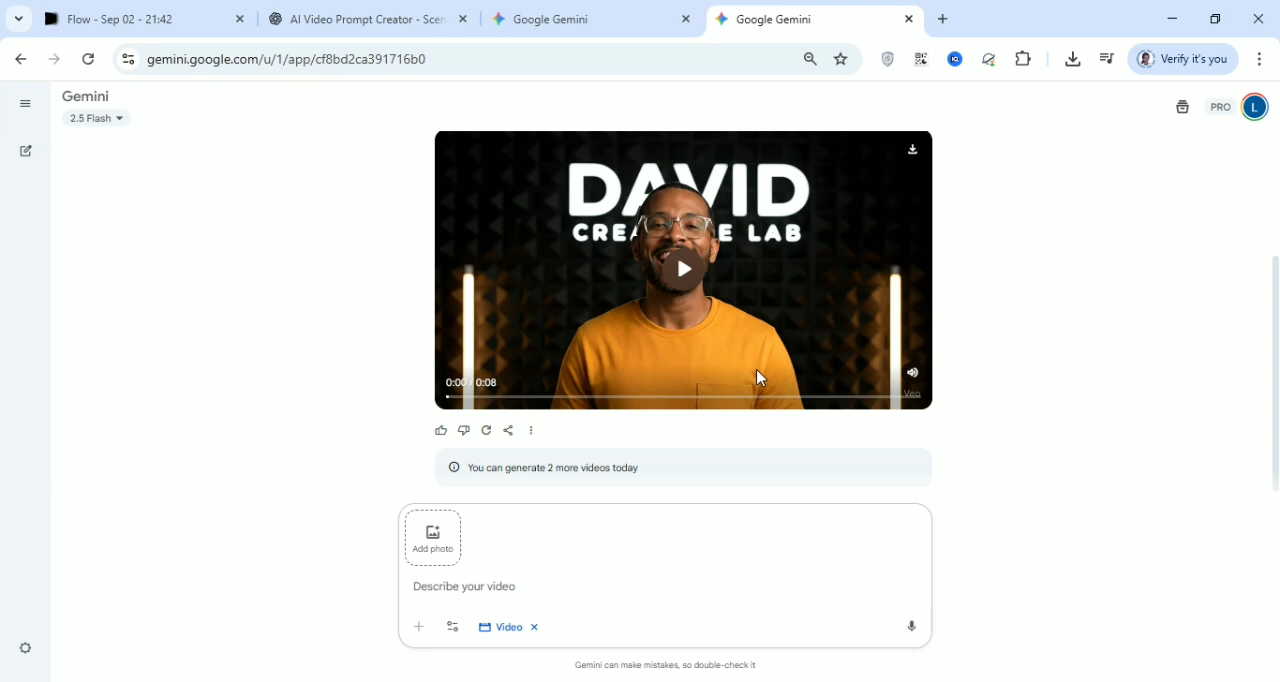 Flow - Sep 02 - 21:42
AI Video Prompt Creator - Scen
Google Gemini
Google Gemini
gemini.google.com/u/1/app/cf8bd2ca391716b0
Verify it's you
Gemini
2.5 Flash
PRO
L
DAVID
CREA E LAB
0:00 / 0:08
Veo
You can generate 2 more videos today
Add photo
Describe your video
Video
Gemini can make mistakes, so double-check it